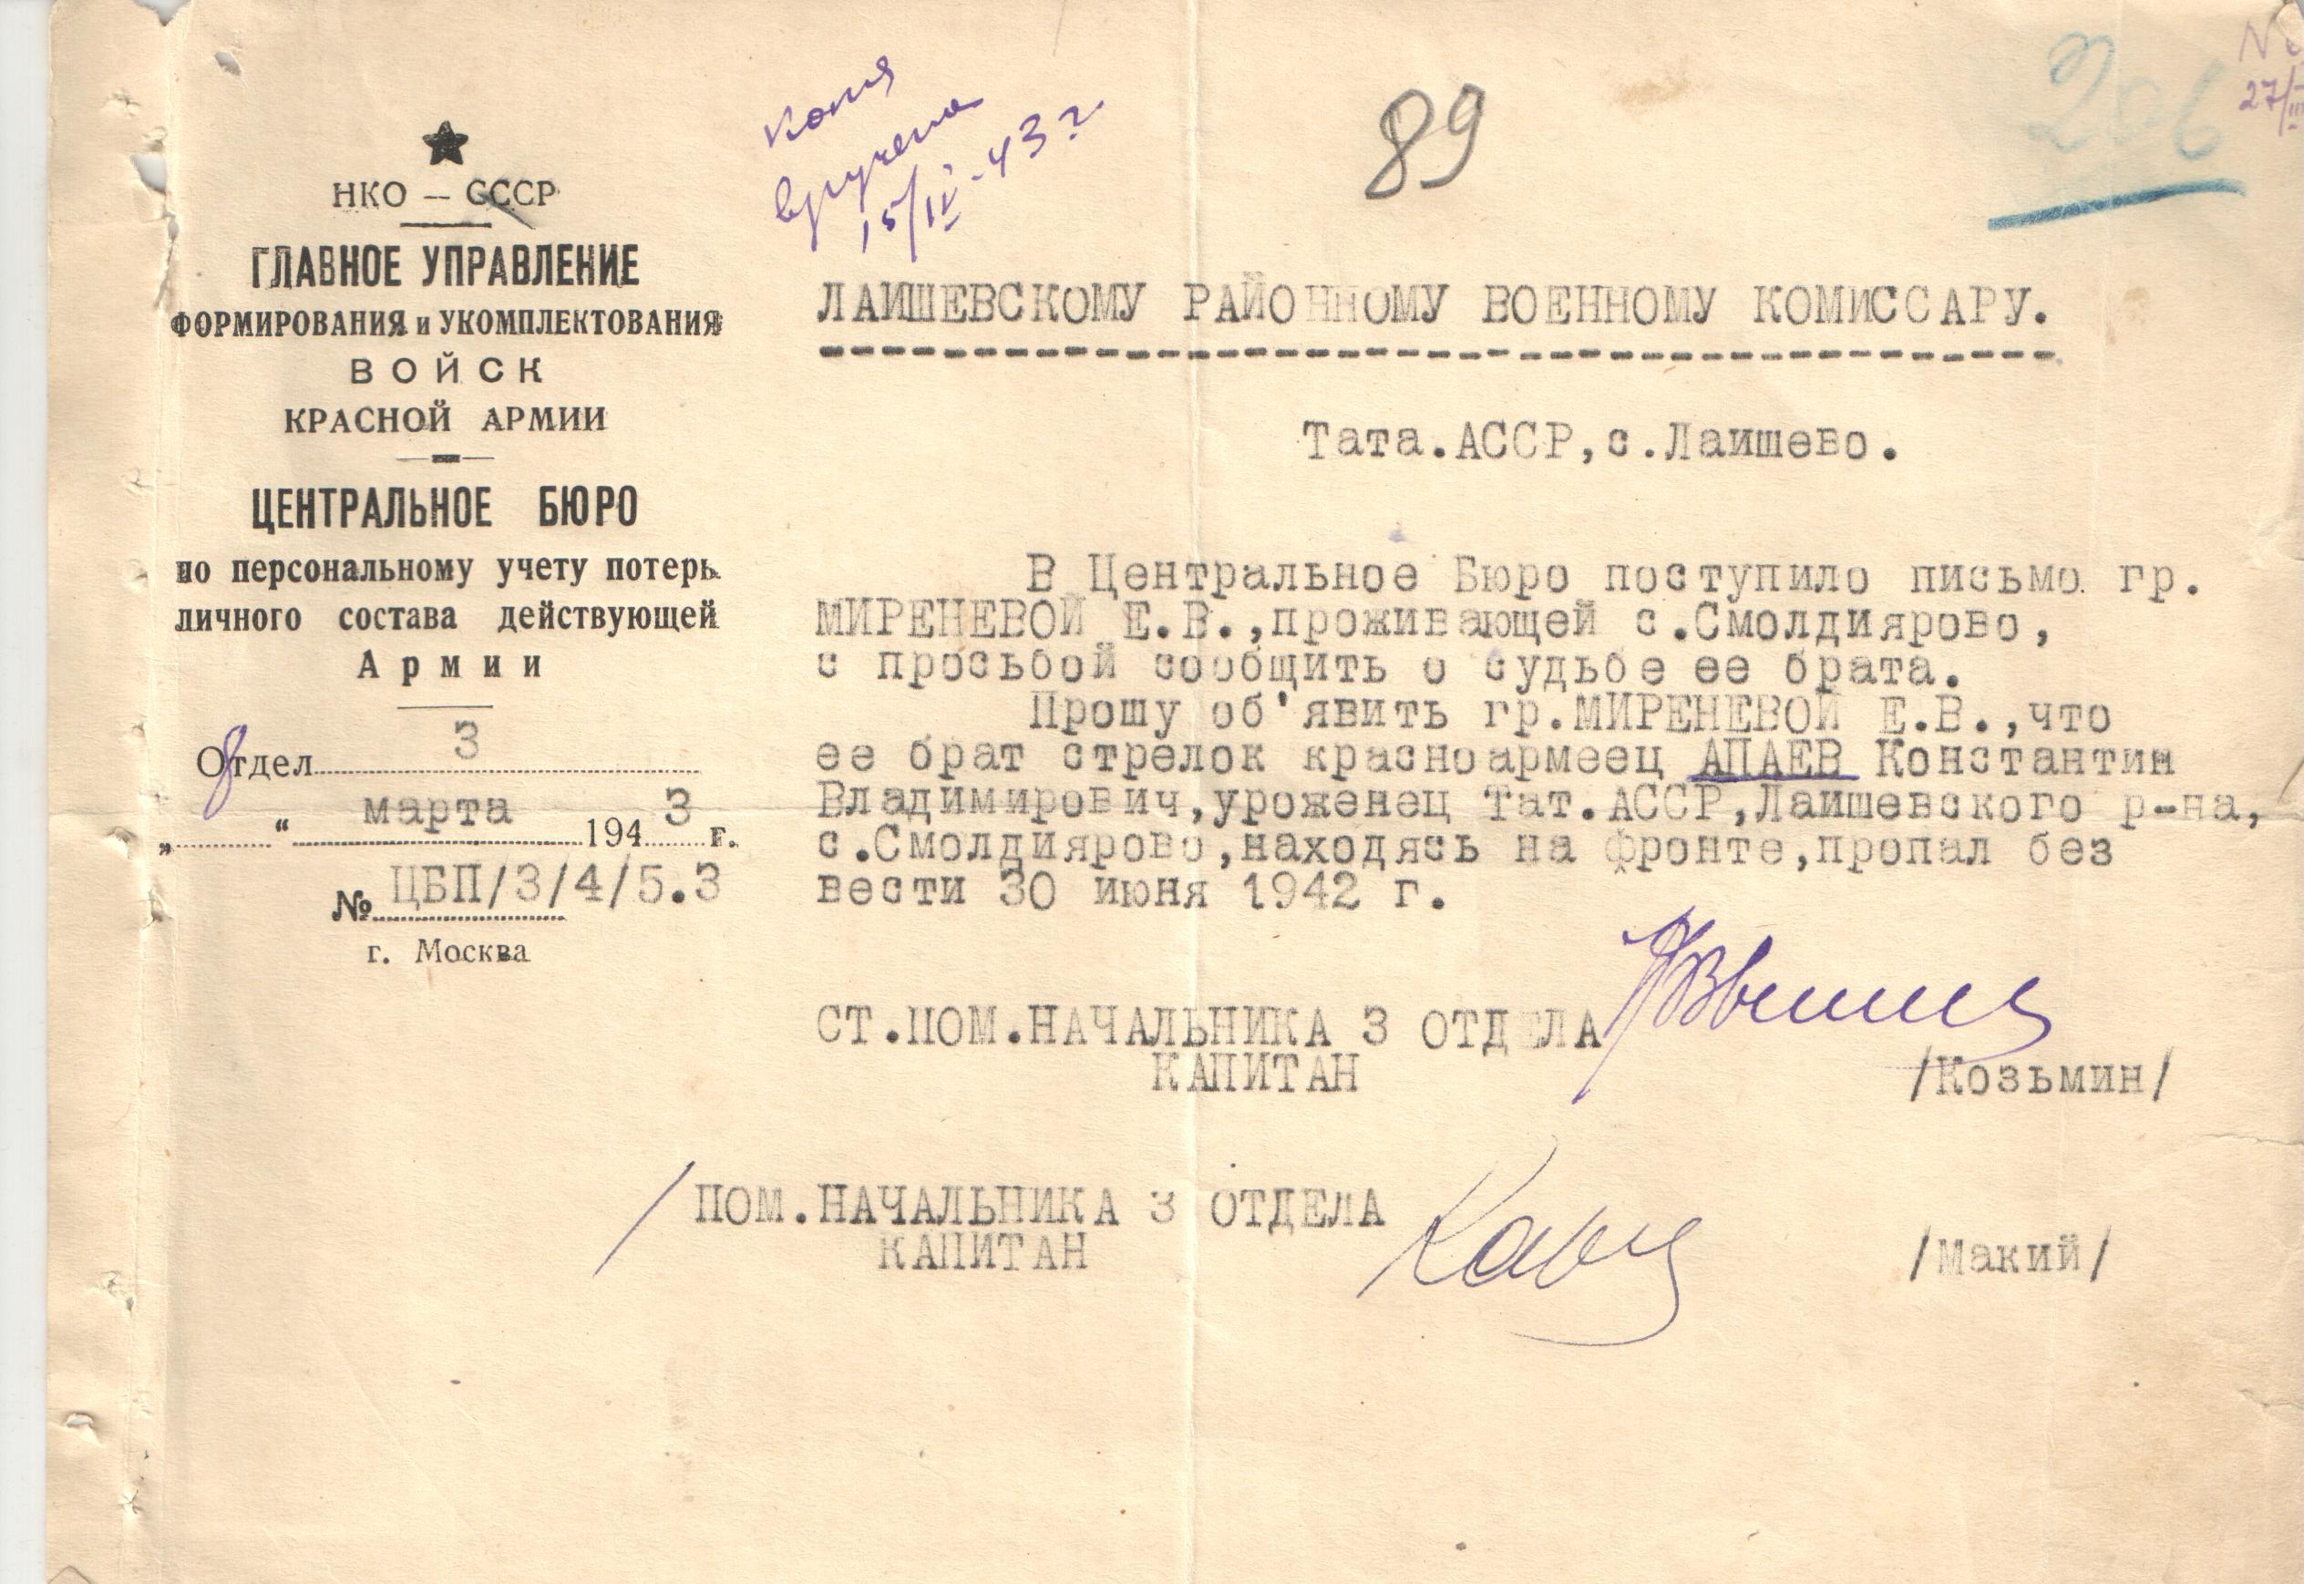 копия
вручена
15/IV-43 г.
89
206
27/III
НКО — СССР
ГЛАВНОЕ УПРАВЛЕНИЕ
ФОРМИРОВАНИЯ и УКОМПЛЕКТОВАНИЯ
ВОЙСК
КРАСНОЙ АРМИИ
ЦЕНТРАЛЬНОЕ БЮРО
по персональному учету потерь
личного состава действующей
Армии
Отдел 3
8
„ “ марта 1943 г.
№ ЦБП/3/4/5.3
г. Москва
ЛАИШЕВСКОМУ РАЙОННОМУ ВОЕННОМУ КОМИССАРУ.
Тата.АССР,с.Лаишево.
В Центральное Бюро поступило письмо гр.
МИРЕНЕВОЙ Е.В.,проживающей с.Смолдиярово,
с просьбой сообщить о судьбе ее брата.
Прошу об'явить гр.МИРЕНЕВОЙ Е.В.,что
ее брат стрелок красноармеец АПАЕВ Константин
Владимирович,уроженец Тат.АССР,Лаишевского р-на,
с.Смолдиярово,находясь на фронте,пропал без
вести 30 июня 1942 г.
СТ.ПОМ.НАЧАЛЬНИКА 3 ОТДЕЛА
КАПИТАН /Козьмин/
ПОМ.НАЧАЛЬНИКА 3 ОТДЕЛА
КАПИТАН /Макий/